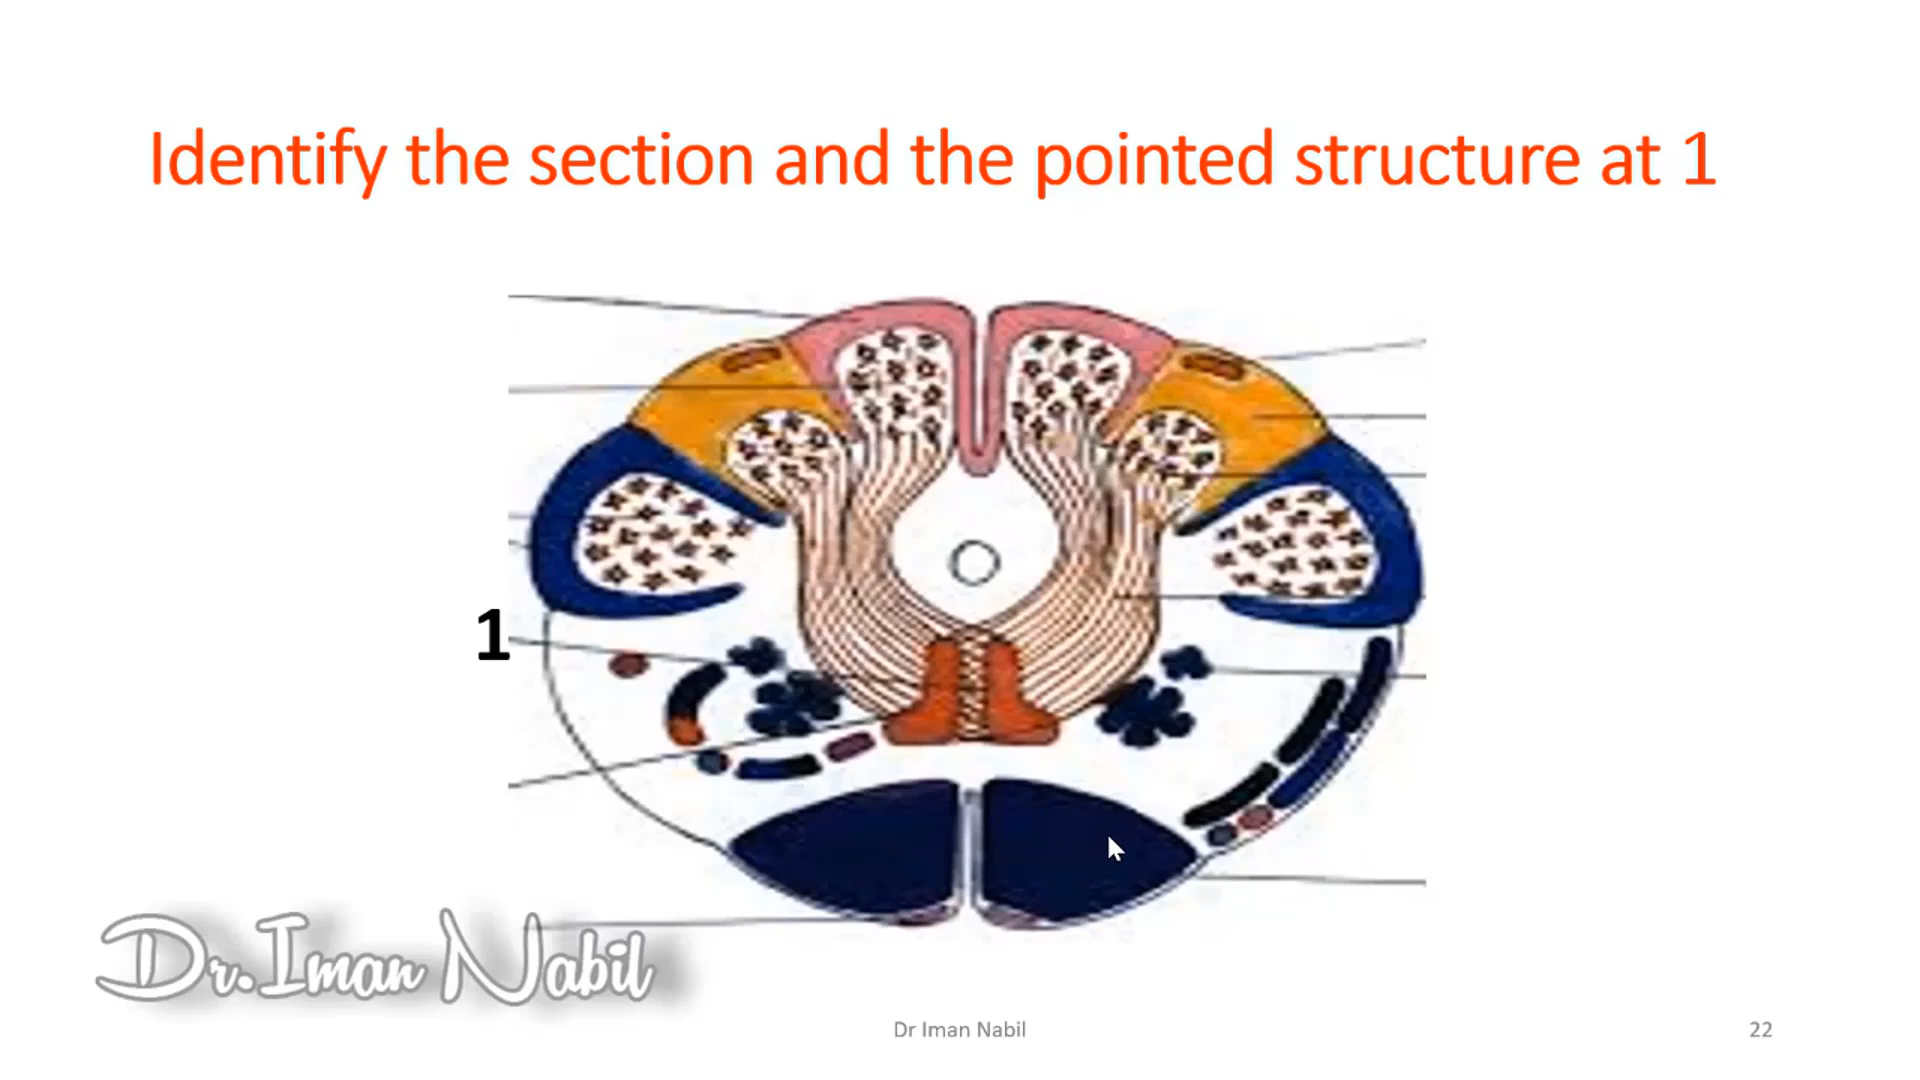 Identify the section and the pointed structure at 1
1
Dr.Iman Nabil
Dr Iman Nabil
22